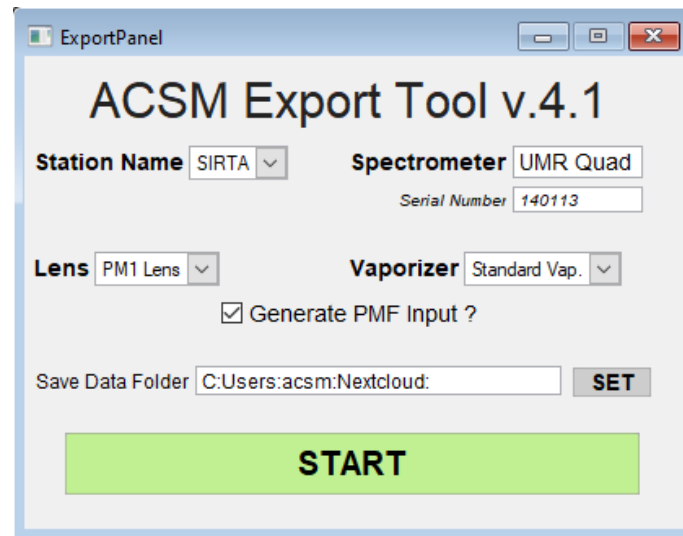 ExportPanel
ACSM Export Tool v.4.1
Station Name SIRTA Spectrometer UMR Quad
Serial Number 140113
Lens PM1 Lens Vaporizer Standard Vap.
Generate PMF Input ?
Save Data Folder C:Users:acsm:Nextcloud: SET
START